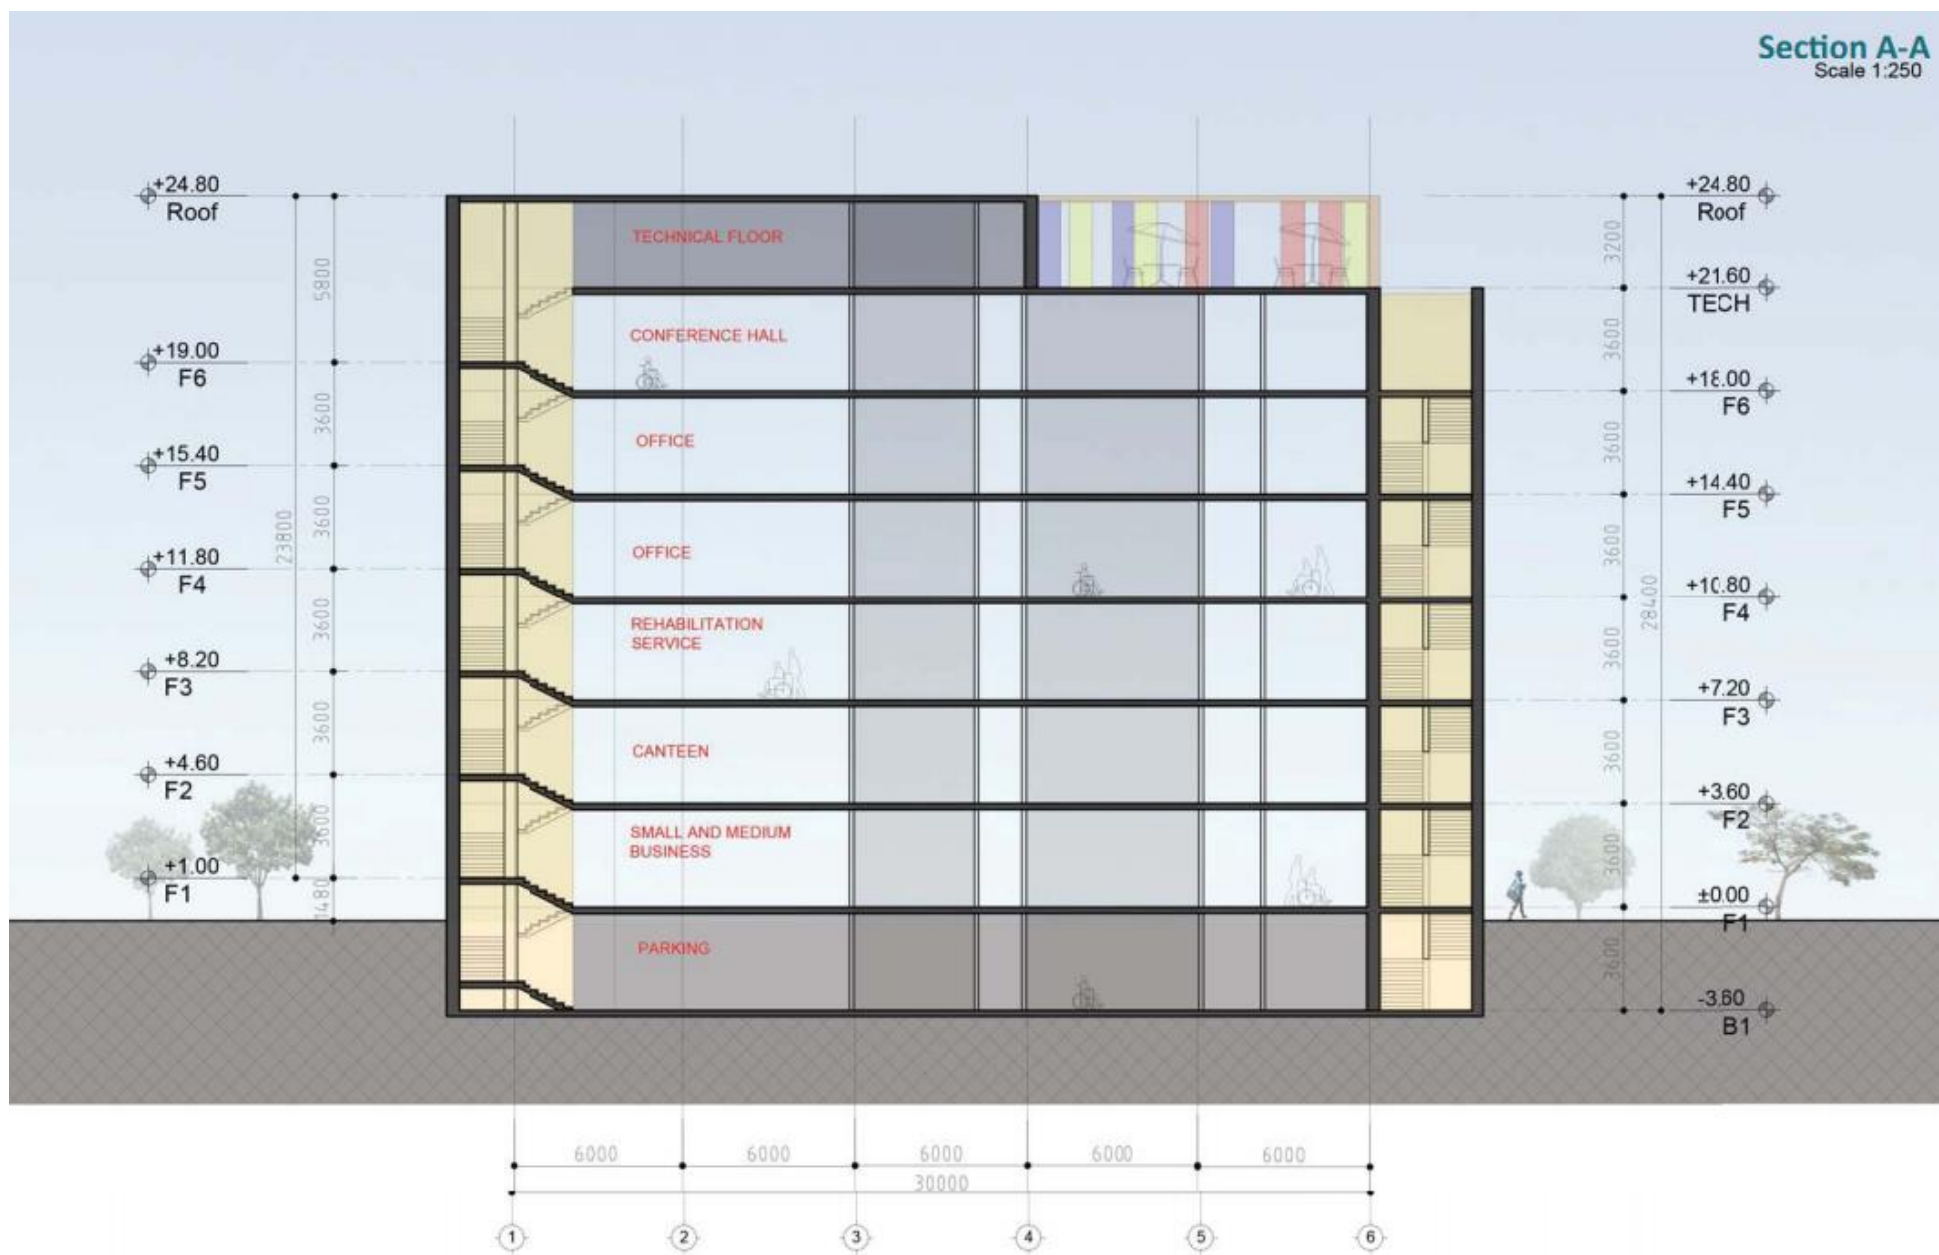 Section A-A
Scale 1:250
+24.80
Roof
+19.00
F6
+15.40
F5
+11.80
F4
+8.20
F3
+4.60
F2
+1.00
F1
5800
3600
3600
3600
3600
3600
1480
23800
TECHNICAL FLOOR
CONFERENCE HALL
OFFICE
OFFICE
REHABILITATION
SERVICE
CANTEEN
SMALL AND MEDIUM
BUSINESS
PARKING
3200
3600
3600
3600
3600
3600
3600
3600
28400
+24.80
Roof
+21.60
TECH
+18.00
F6
+14.40
F5
+10.80
F4
+7.20
F3
+3.60
F2
±0.00
F1
-3.60
B1
6000 6000 6000 6000 6000
30000
1 2 3 4 5 6